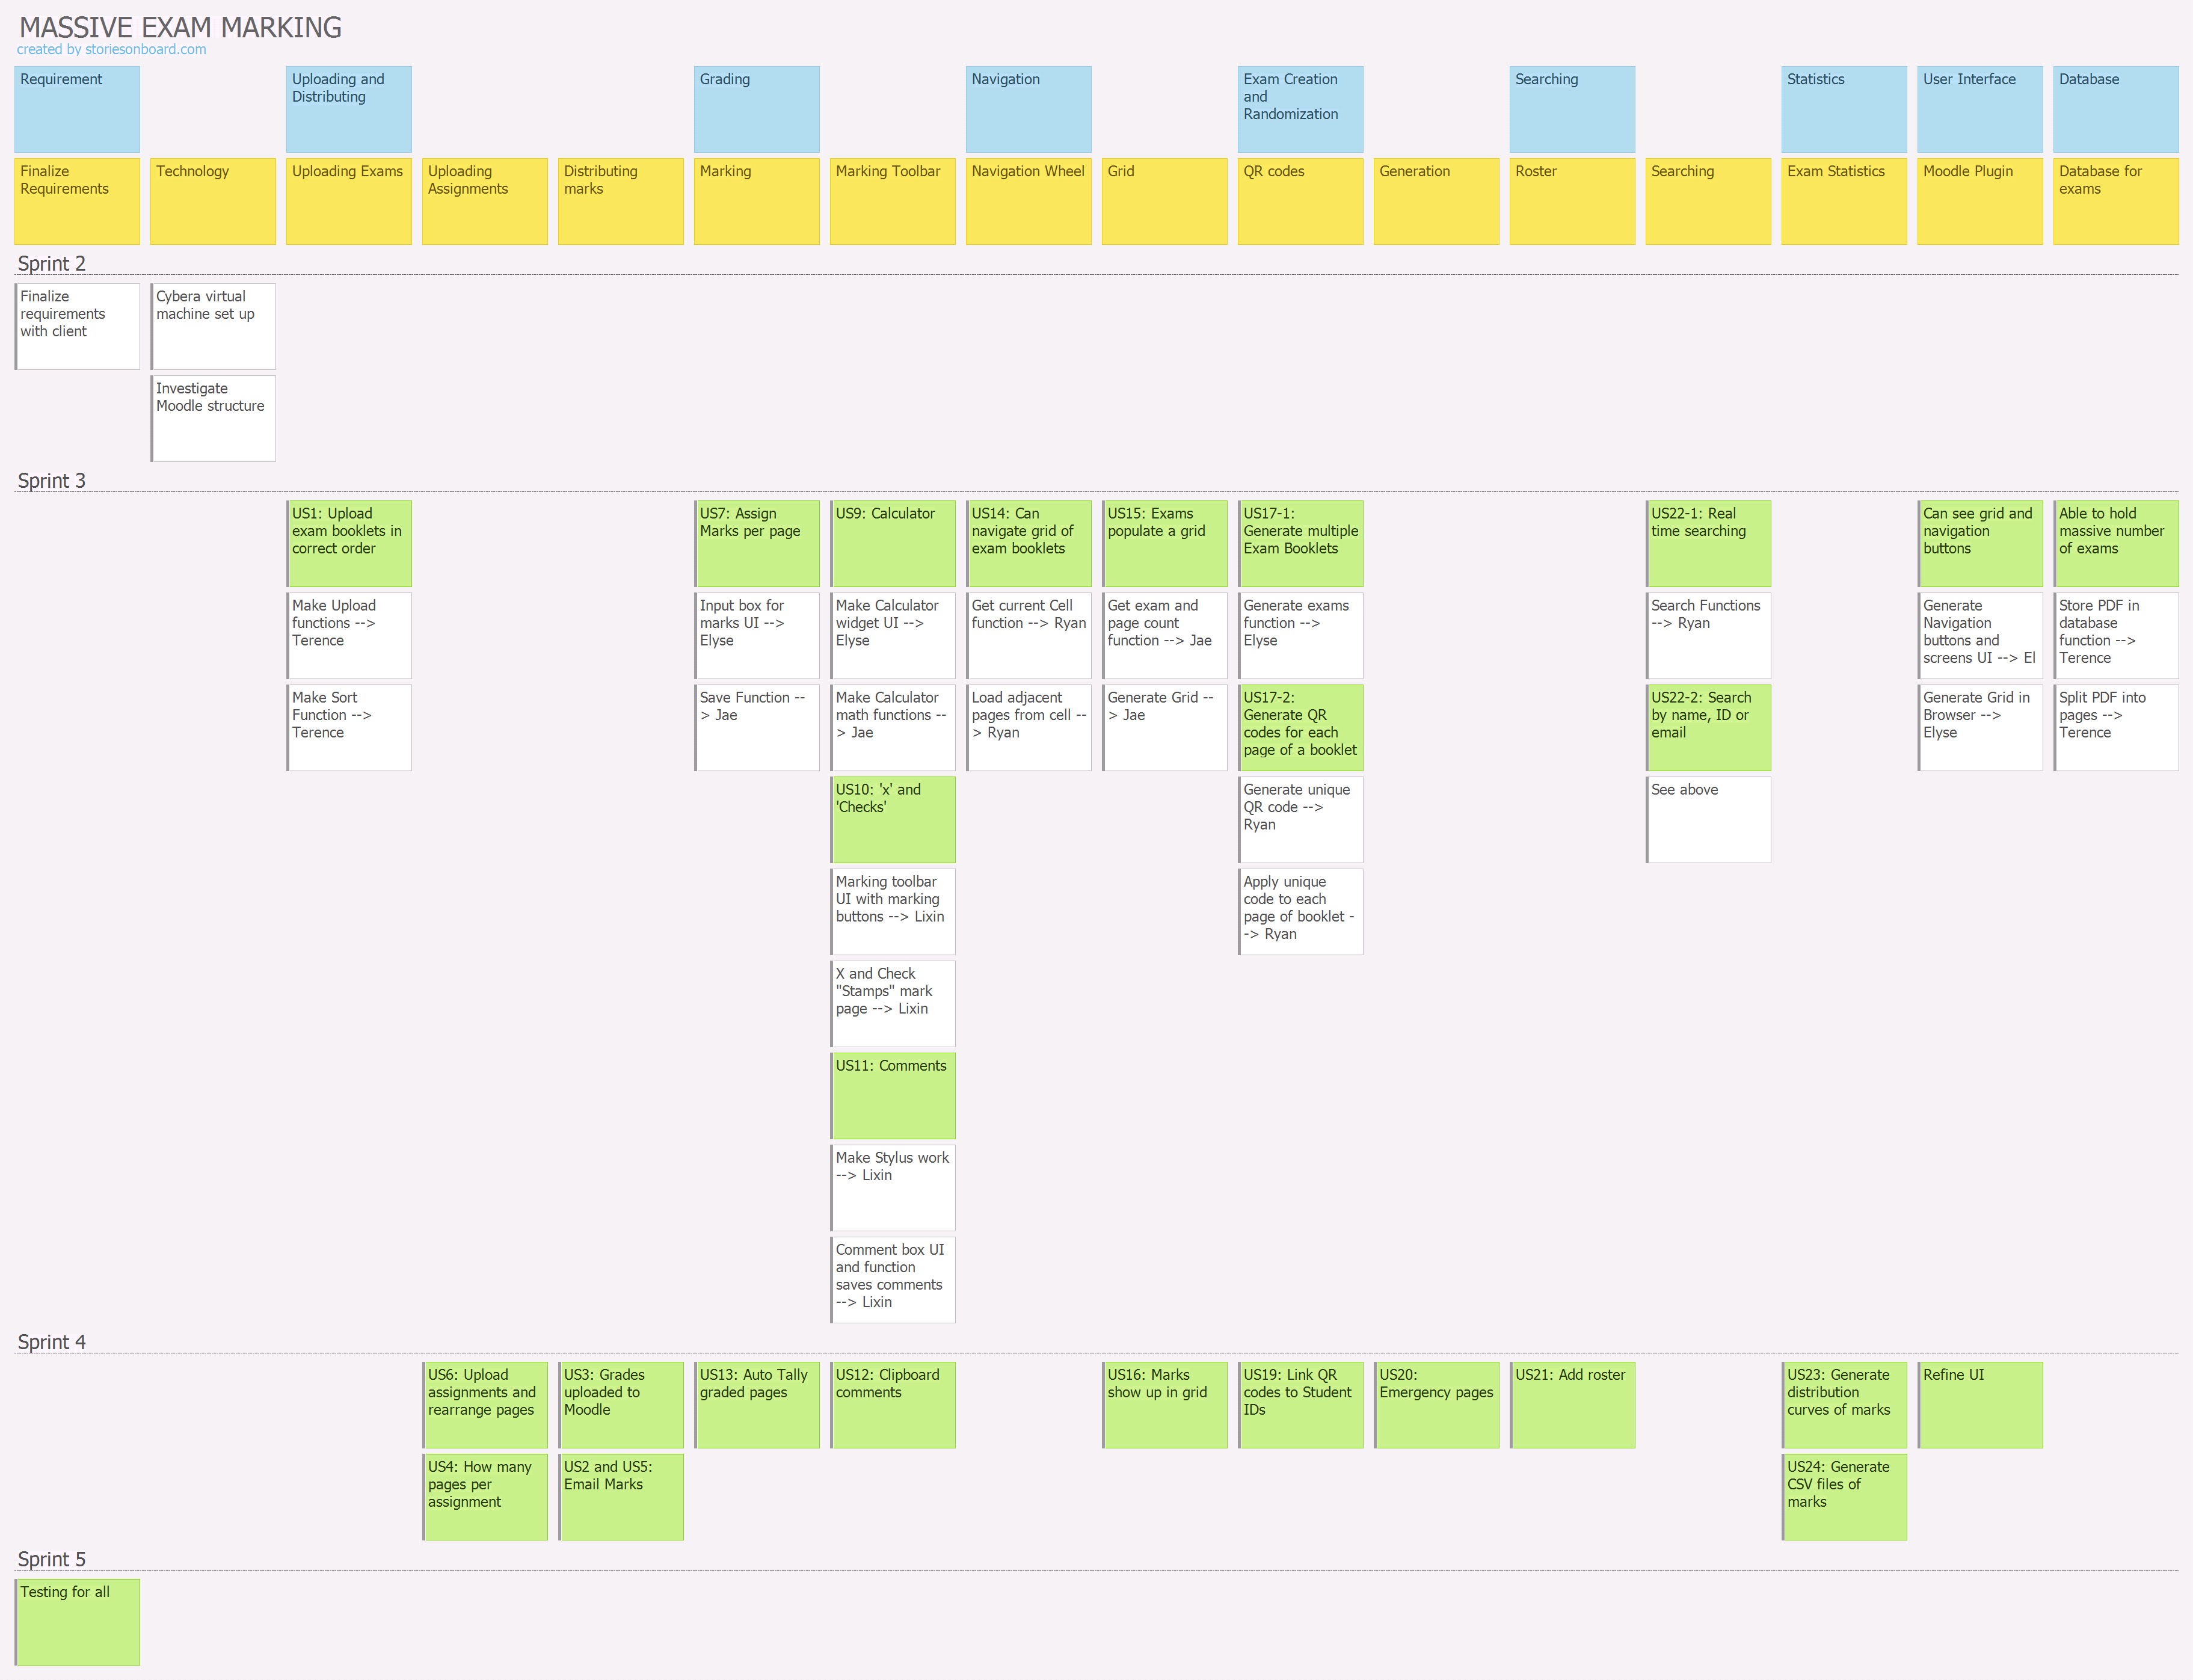 MASSIVE EXAM MARKING
created by storiesonboard.com
Requirement
Uploading and
Distributing
Grading
Navigation
Exam Creation
and
Randomization
Searching
Statistics
User Interface
Database
Finalize
Requirements
Technology
Uploading Exams
Uploading
Assignments
Distributing
marks
Marking
Marking Toolbar
Navigation Wheel
Grid
QR codes
Generation
Roster
Searching
Exam Statistics
Moodle Plugin
Database for
exams
Sprint 2
Finalize
requirements
with client
Cybera virtual
machine set up
Investigate
Moodle structure
Sprint 3
US1: Upload
exam booklets in
correct order
US7: Assign
Marks per page
US9: Calculator
US14: Can
navigate grid of
exam booklets
US15: Exams
populate a grid
US17-1:
Generate multiple
Exam Booklets
US22-1: Real
time searching
Can see grid and
navigation
buttons
Able to hold
massive number
of exams
Make Upload
functions -->
Terence
Input box for
marks UI -->
Elyse
Make Calculator
widget UI -->
Elyse
Get current Cell
function --> Ryan
Get exam and
page count
function --> Jae
Generate exams
function -->
Elyse
Search Functions
--> Ryan
Generate
Navigation
buttons and
screens UI --> El
Store PDF in
database
function -->
Terence
Make Sort
Function -->
Terence
Save Function --
> Jae
Make Calculator
math functions --
> Jae
Load adjacent
pages from cell --
> Ryan
Generate Grid --
> Jae
US17-2:
Generate QR
codes for each
page of a booklet
US22-2: Search
by name, ID or
email
Generate Grid in
Browser -->
Elyse
Split PDF into
pages -->
Terence
US10: 'x' and
'Checks'
Generate unique
QR code -->
Ryan
See above
Marking toolbar
UI with marking
buttons --> Lixin
Apply unique
code to each
page of booklet -
-> Ryan
X and Check
"Stamps" mark
page --> Lixin
US11: Comments
Make Stylus work
--> Lixin
Comment box UI
and function
saves comments
--> Lixin
Sprint 4
US6: Upload
assignments and
rearrange pages
US3: Grades
uploaded to
Moodle
US13: Auto Tally
graded pages
US12: Clipboard
comments
US16: Marks
show up in grid
US19: Link QR
codes to Student
IDs
US20:
Emergency pages
US21: Add roster
US23: Generate
distribution
curves of marks
Refine UI
US4: How many
pages per
assignment
US2 and US5:
Email Marks
US24: Generate
CSV files of
marks
Sprint 5
Testing for all